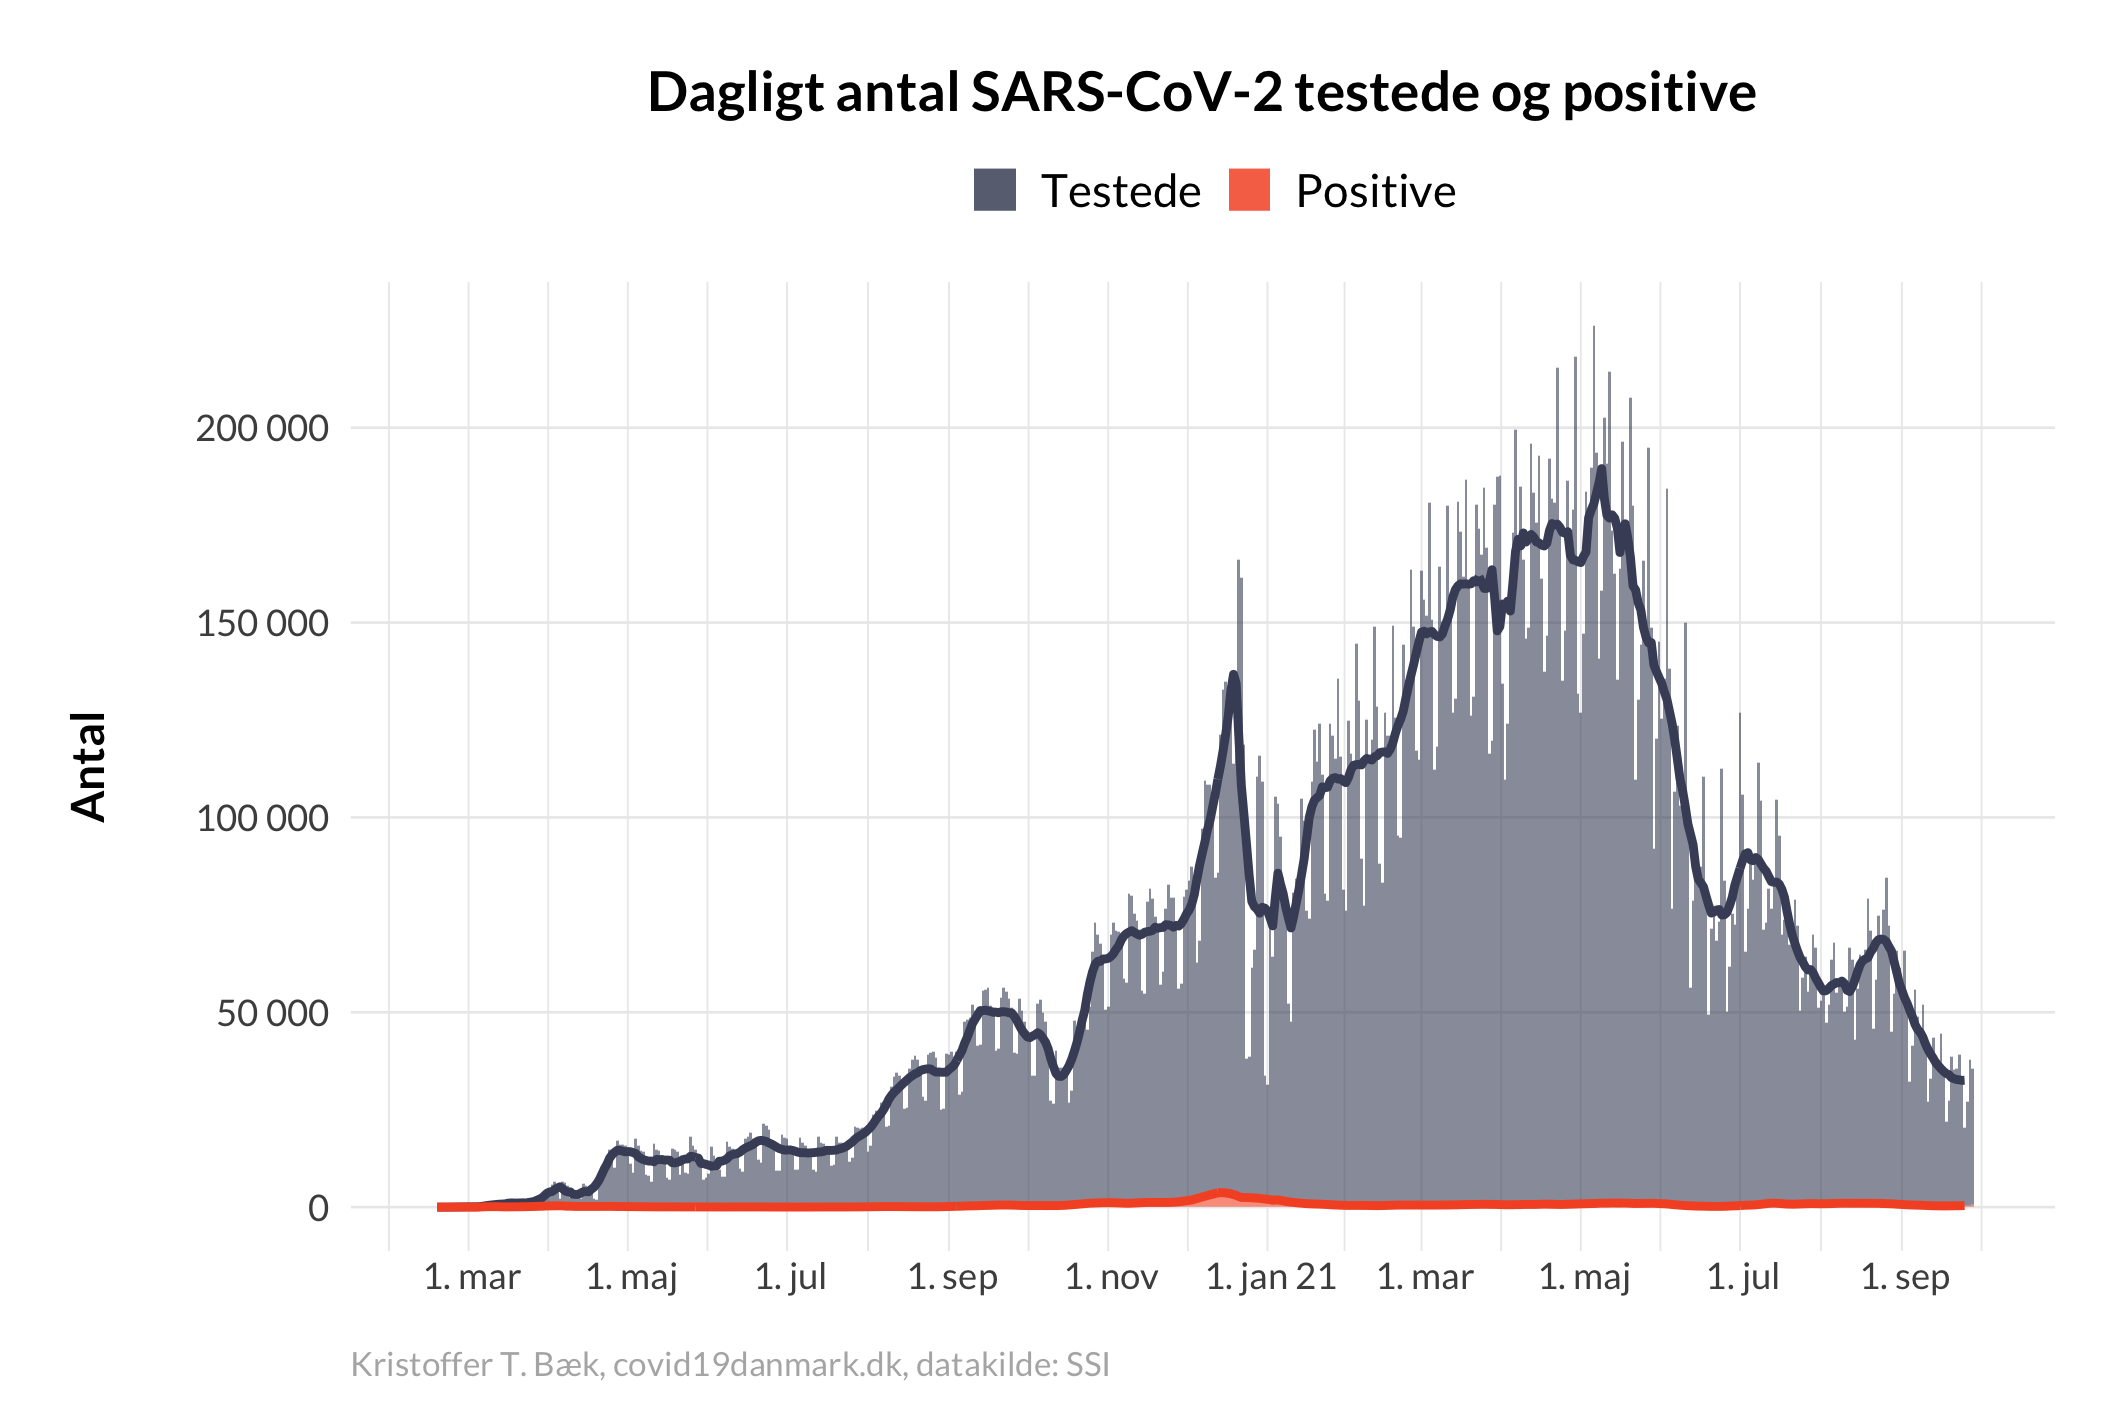 Dagligt antal SARS-CoV-2 testede og positive
Testede Positive
Antal
200 000
150 000
100 000
50 000
0
1. mar 1. maj 1. jul 1. sep 1. nov 1. jan 21 1. mar 1. maj 1. jul 1. sep
Kristoffer T. Bæk, covid19danmark.dk, datakilde: SSI